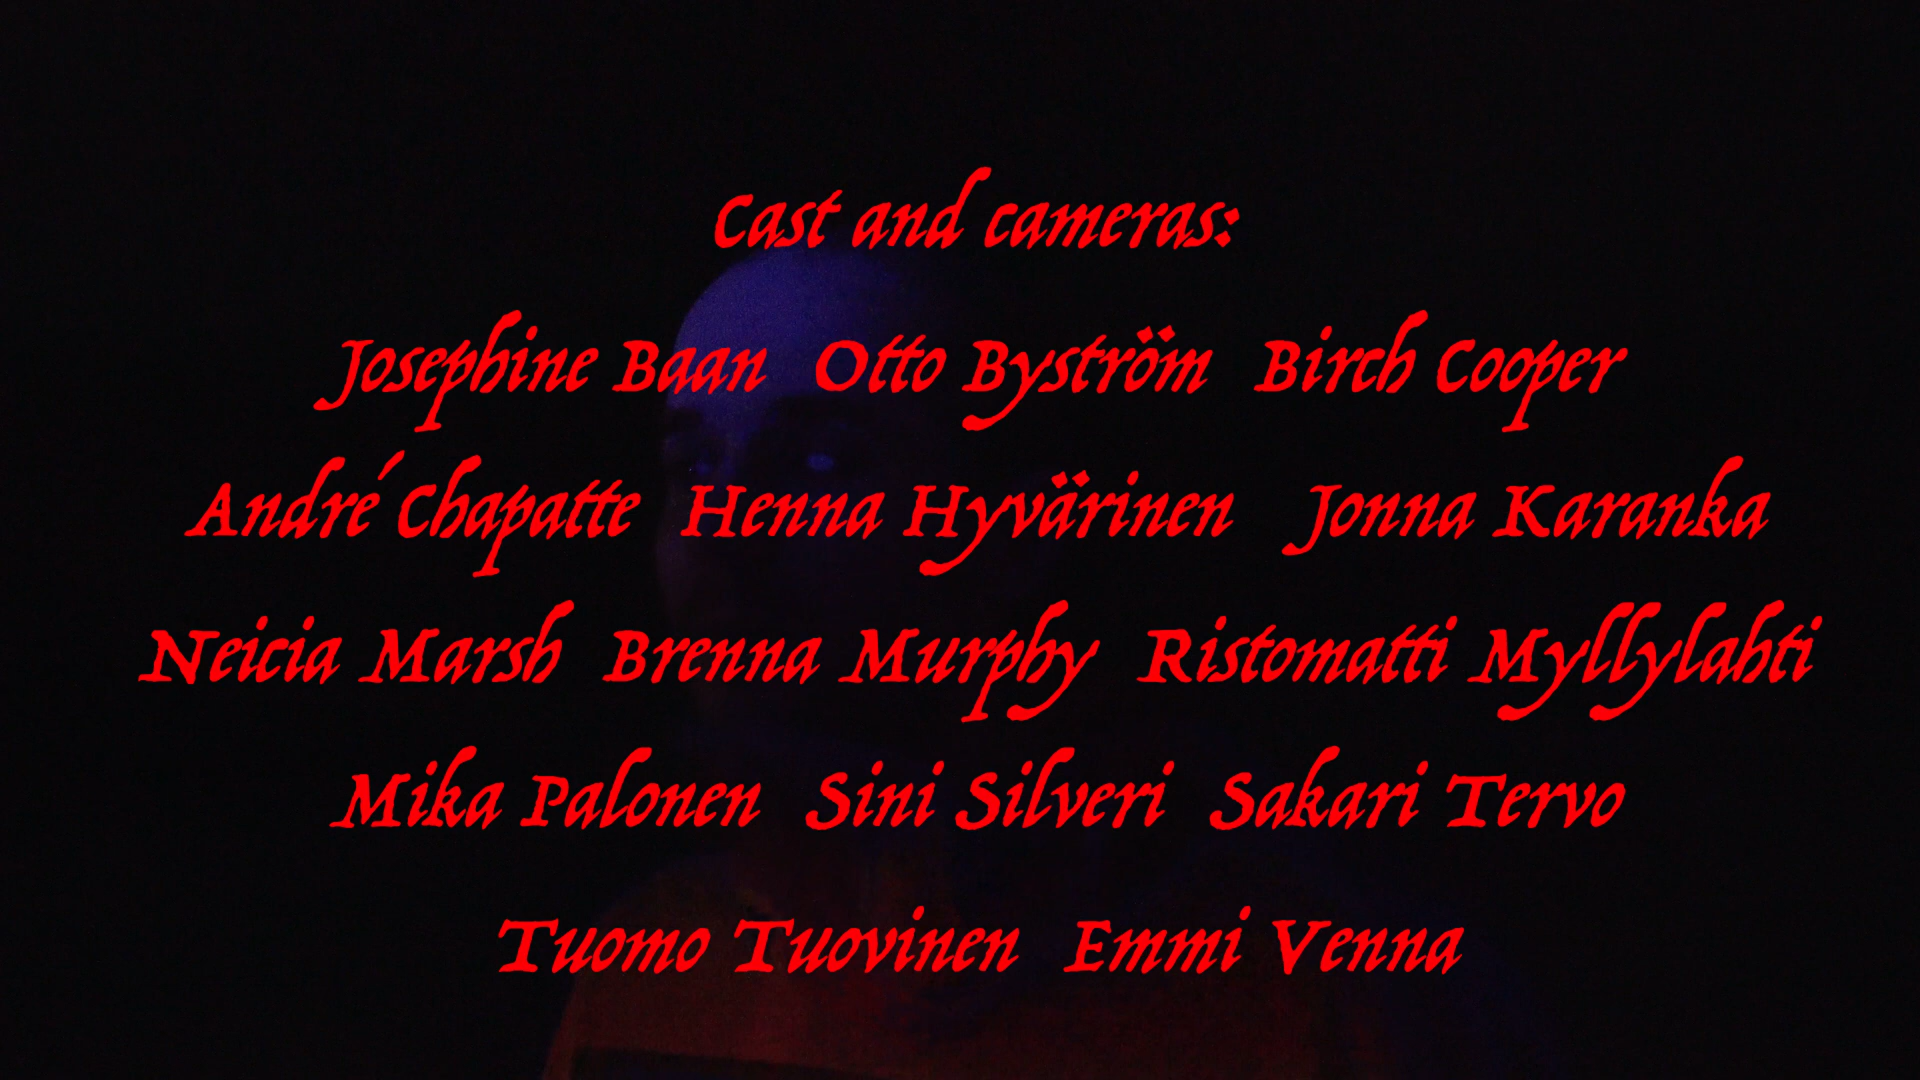 Cast and cameras:
Josephine Baan Otto Byström Birch Cooper
André Chapatte Henna Hyvärinen Jonna Karanka
Neicia Marsh Brenna Murphy Ristomatti Myllylahti
Mika Palonen Sini Silveri Sakari Tervo
Tuomo Tuovinen Emmi Venna